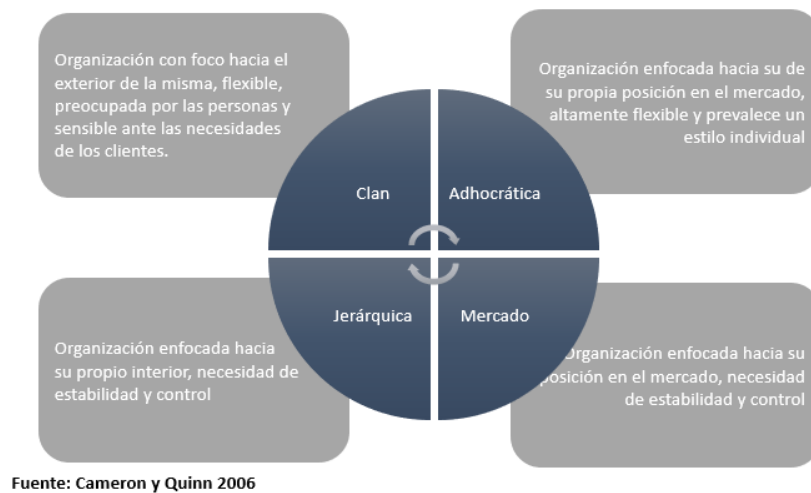 Organización con foco hacia el
exterior de la misma, flexible,
preocupada por las personas y
sensible ante las necesidades
de los clientes.
Organización enfocada hacia su de
su propia posición en el mercado,
altamente flexible y prevalece un
estilo individual
Clan
Adhocrática
Jerárquica
Mercado
Organización enfocada hacia
su propio interior, necesidad de
estabilidad y control
Organización enfocada hacia su
posición en el mercado, necesidad
de estabilidad y control
Fuente: Cameron y Quinn 2006